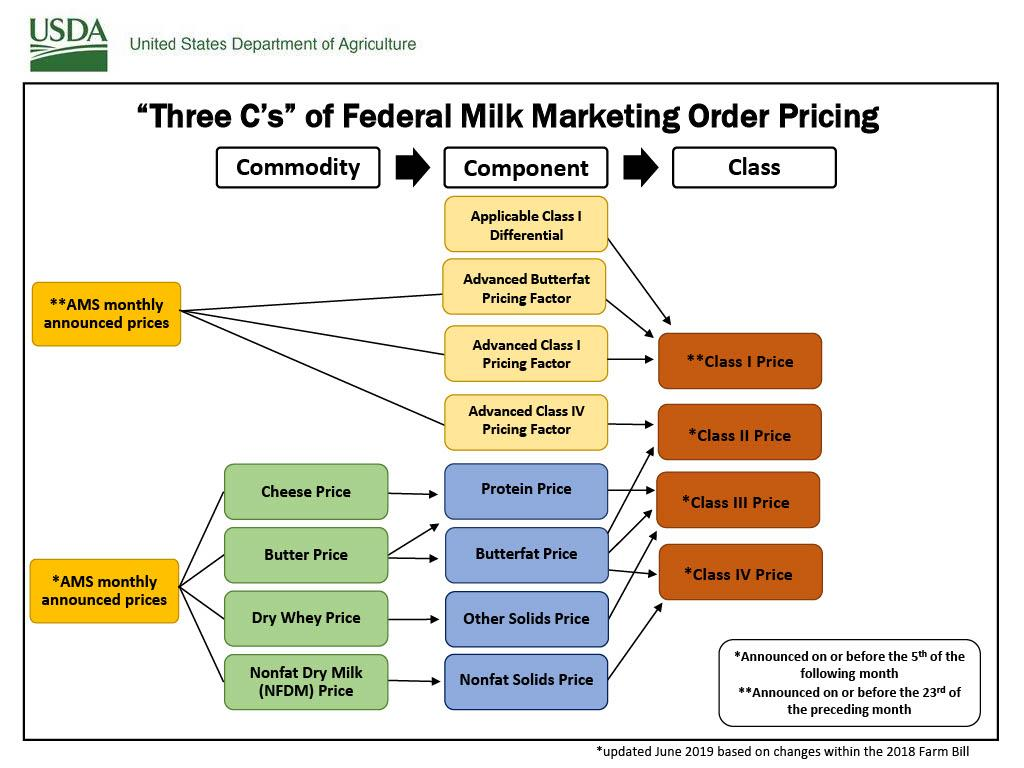 USDA
United States Department of Agriculture
“Three C’s” of Federal Milk Marketing Order Pricing
Commodity
Component
Class
Applicable Class I
Differential
Advanced Butterfat
Pricing Factor
**AMS monthly
announced prices
Advanced Class I
Pricing Factor
**Class I Price
Advanced Class IV
Pricing Factor
*Class II Price
Cheese Price
Protein Price
*Class III Price
Butter Price
Butterfat Price
*Class IV Price
*AMS monthly
announced prices
Dry Whey Price
Other Solids Price
Nonfat Dry Milk
(NFDM) Price
Nonfat Solids Price
*Announced on or before the 5th of the
following month
**Announced on or before the 23rd of
the preceding month
*updated June 2019 based on changes within the 2018 Farm Bill